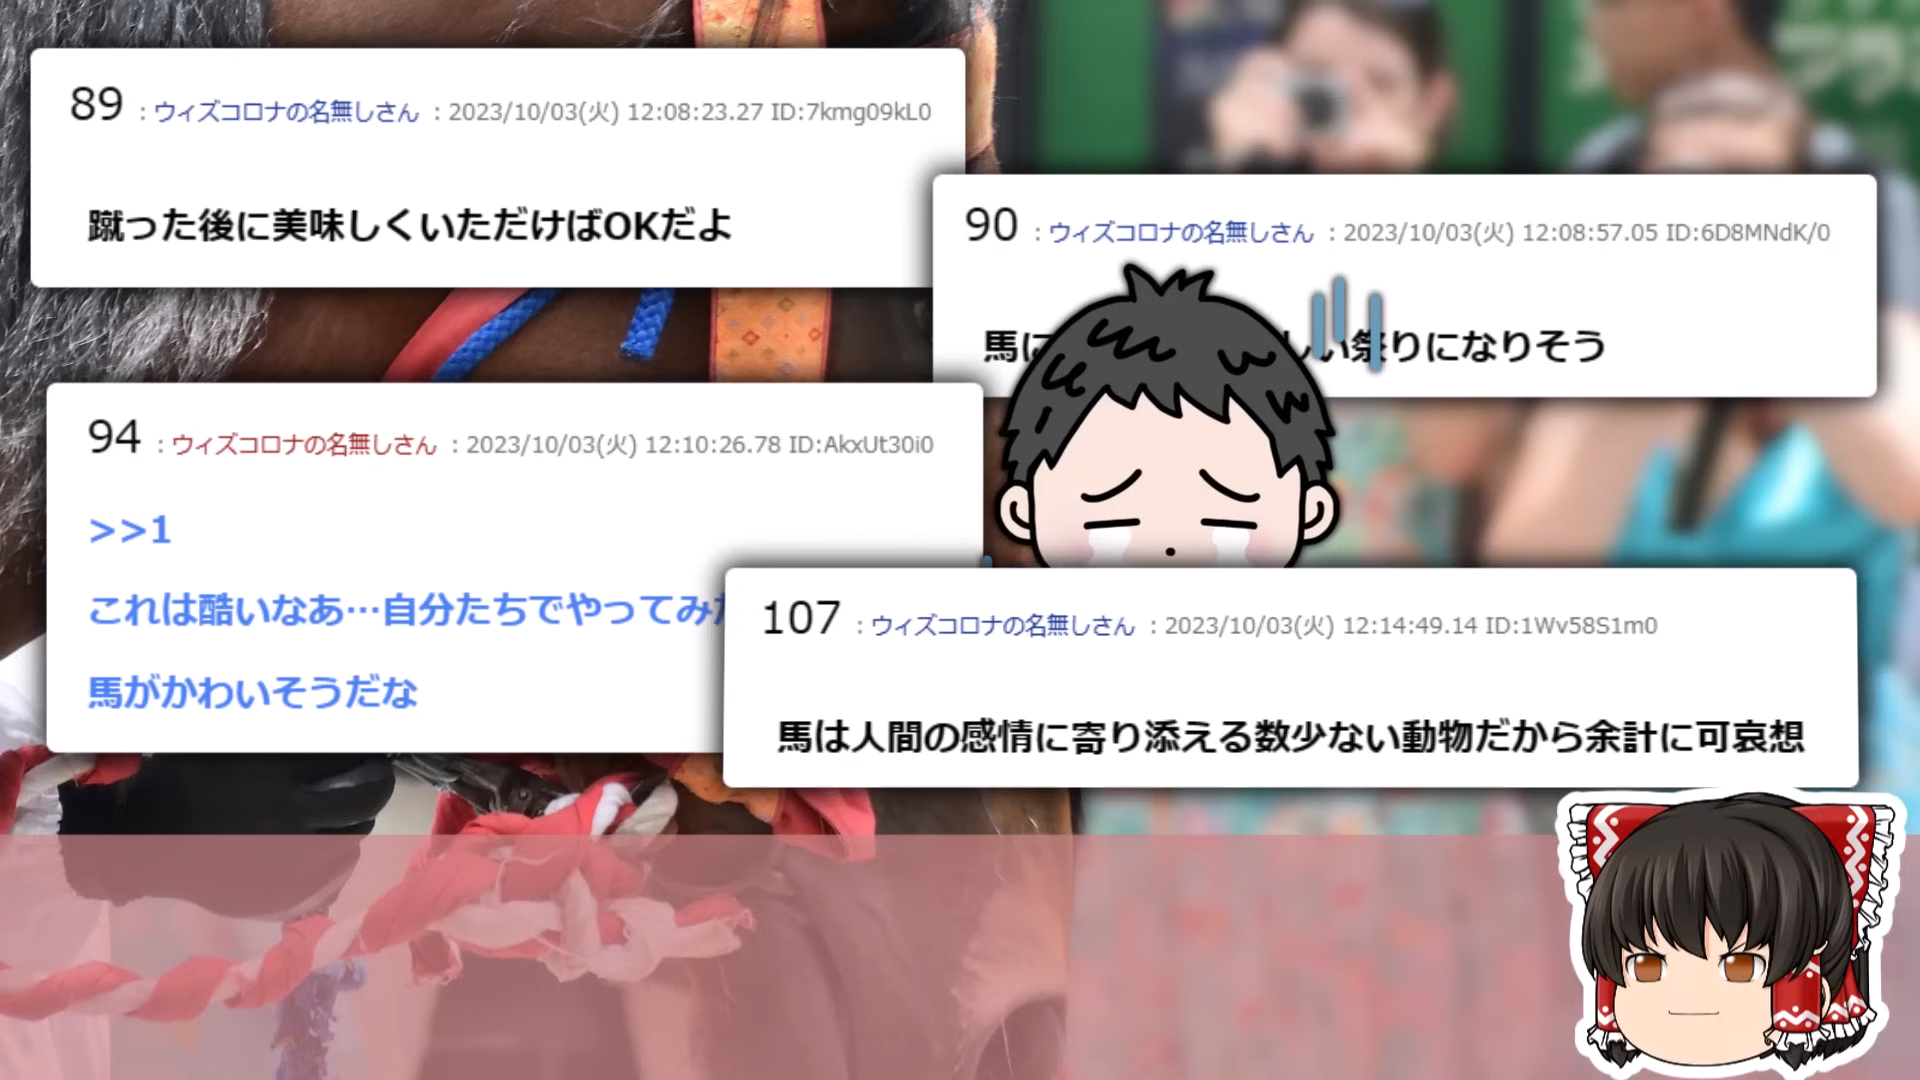 89 : ウィズコロナの名無しさん : 2023/10/03(火) 12:08:23.27 ID:7kmg09kL0
蹴った後に美味しくいただけばOKだよ
90 : ウィズコロナの名無しさん : 2023/10/03(火) 12:08:57.05 ID:6D8MNdK/0
馬に しい祭りになりそう
94 : ウィズコロナの名無しさん : 2023/10/03(火) 12:10:26.78 ID:AkxUt30i0
>>1
これは酷いなあ…自分たちでやってみ
馬がかわいそうだな
107 : ウィズコロナの名無しさん : 2023/10/03(火) 12:14:49.14 ID:1Wv58S1m0
馬は人間の感情に寄り添える数少ない動物だから余計に可哀想